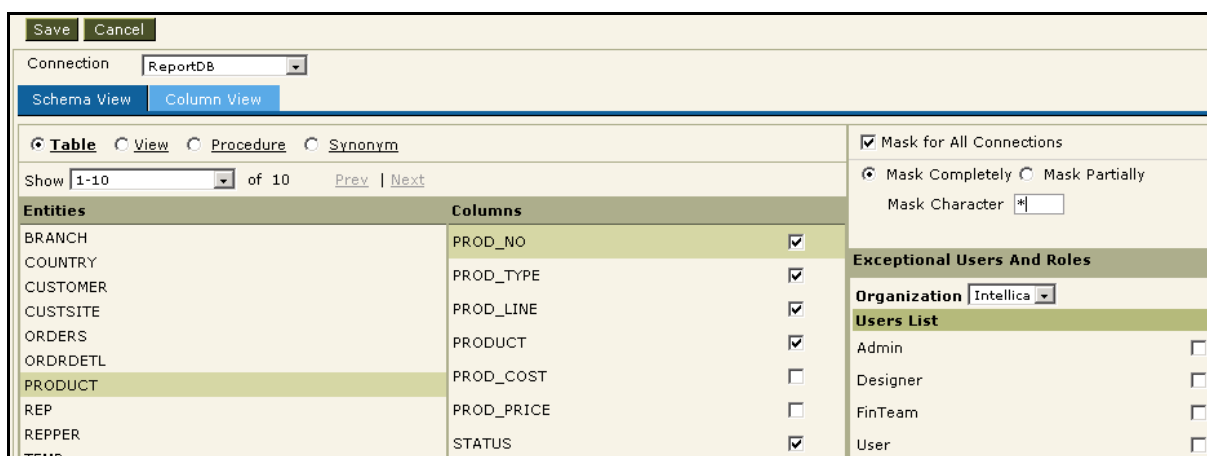 Save Cancel
Connection ReportDB
Schema View Column View
Table View Procedure Synonym
Show 1-10 of 10 Prev | Next
Entities
BRANCH
COUNTRY
CUSTOMER
CUSTSITE
ORDERS
ORDRDETL
PRODUCT
REP
REPPER
Columns
PROD_NO
PROD_TYPE
PROD_LINE
PRODUCT
PROD_COST
PROD_PRICE
STATUS
Mask for All Connections
Mask Completely Mask Partially
Mask Character *
Exceptional Users And Roles
Organization Intellica
Users List
Admin
Designer
FinTeam
User